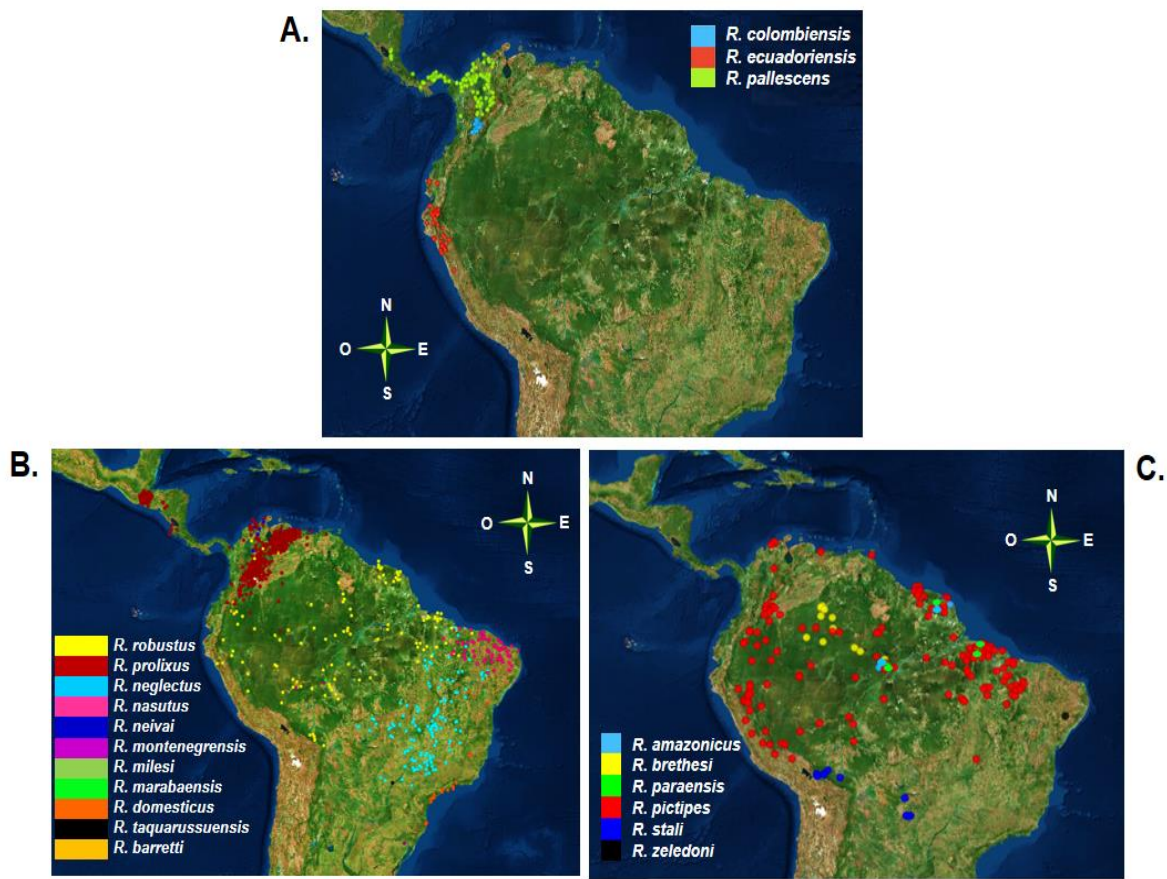 A.
R. colombiensis
R. ecuadoriensis
R. pallescens
N
O E
S
B.
N
O E
S
R. robustus
R. prolixus
R. neglectus
R. nasutus
R. neivai
R. montenegrensis
R. milesi
R. marabaensis
R. domesticus
R. taquarussuensis
R. barretti
C.
N
O E
S
R. amazonicus
R. brethesi
R. paraensis
R. pictipes
R. stali
R. zeledoni